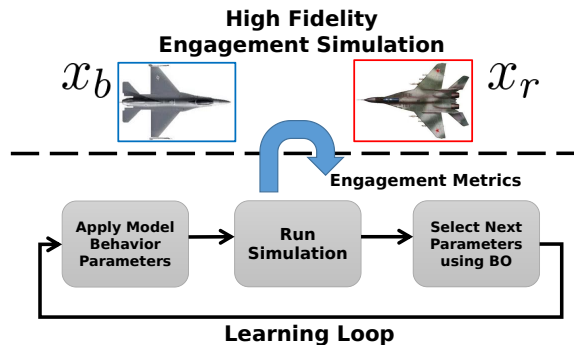 High Fidelity
Engagement Simulation
x_b
x_r
Engagement Metrics
Apply Model
Behavior
Parameters
Run
Simulation
Select Next
Parameters
using BO
Learning Loop